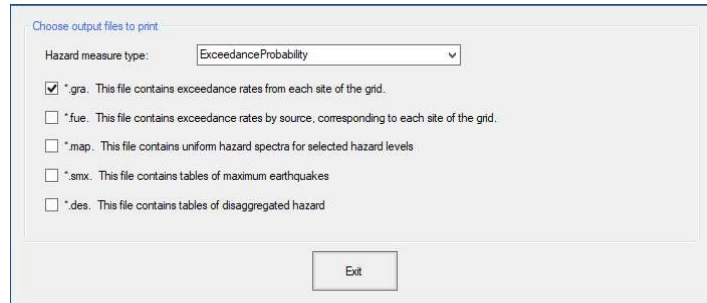 Choose output files to print
Hazard measure type: ExceedanceProbability
*.gra. This file contains exceedance rates from each site of the grid.
*.fue. This file contains exceedance rates by source, corresponding to each site of the grid.
*.map. This file contains uniform hazard spectra for selected hazard levels
*.smx. This file contains tables of maximum earthquakes
*.des. This file contains tables of disaggregated hazard
Exit